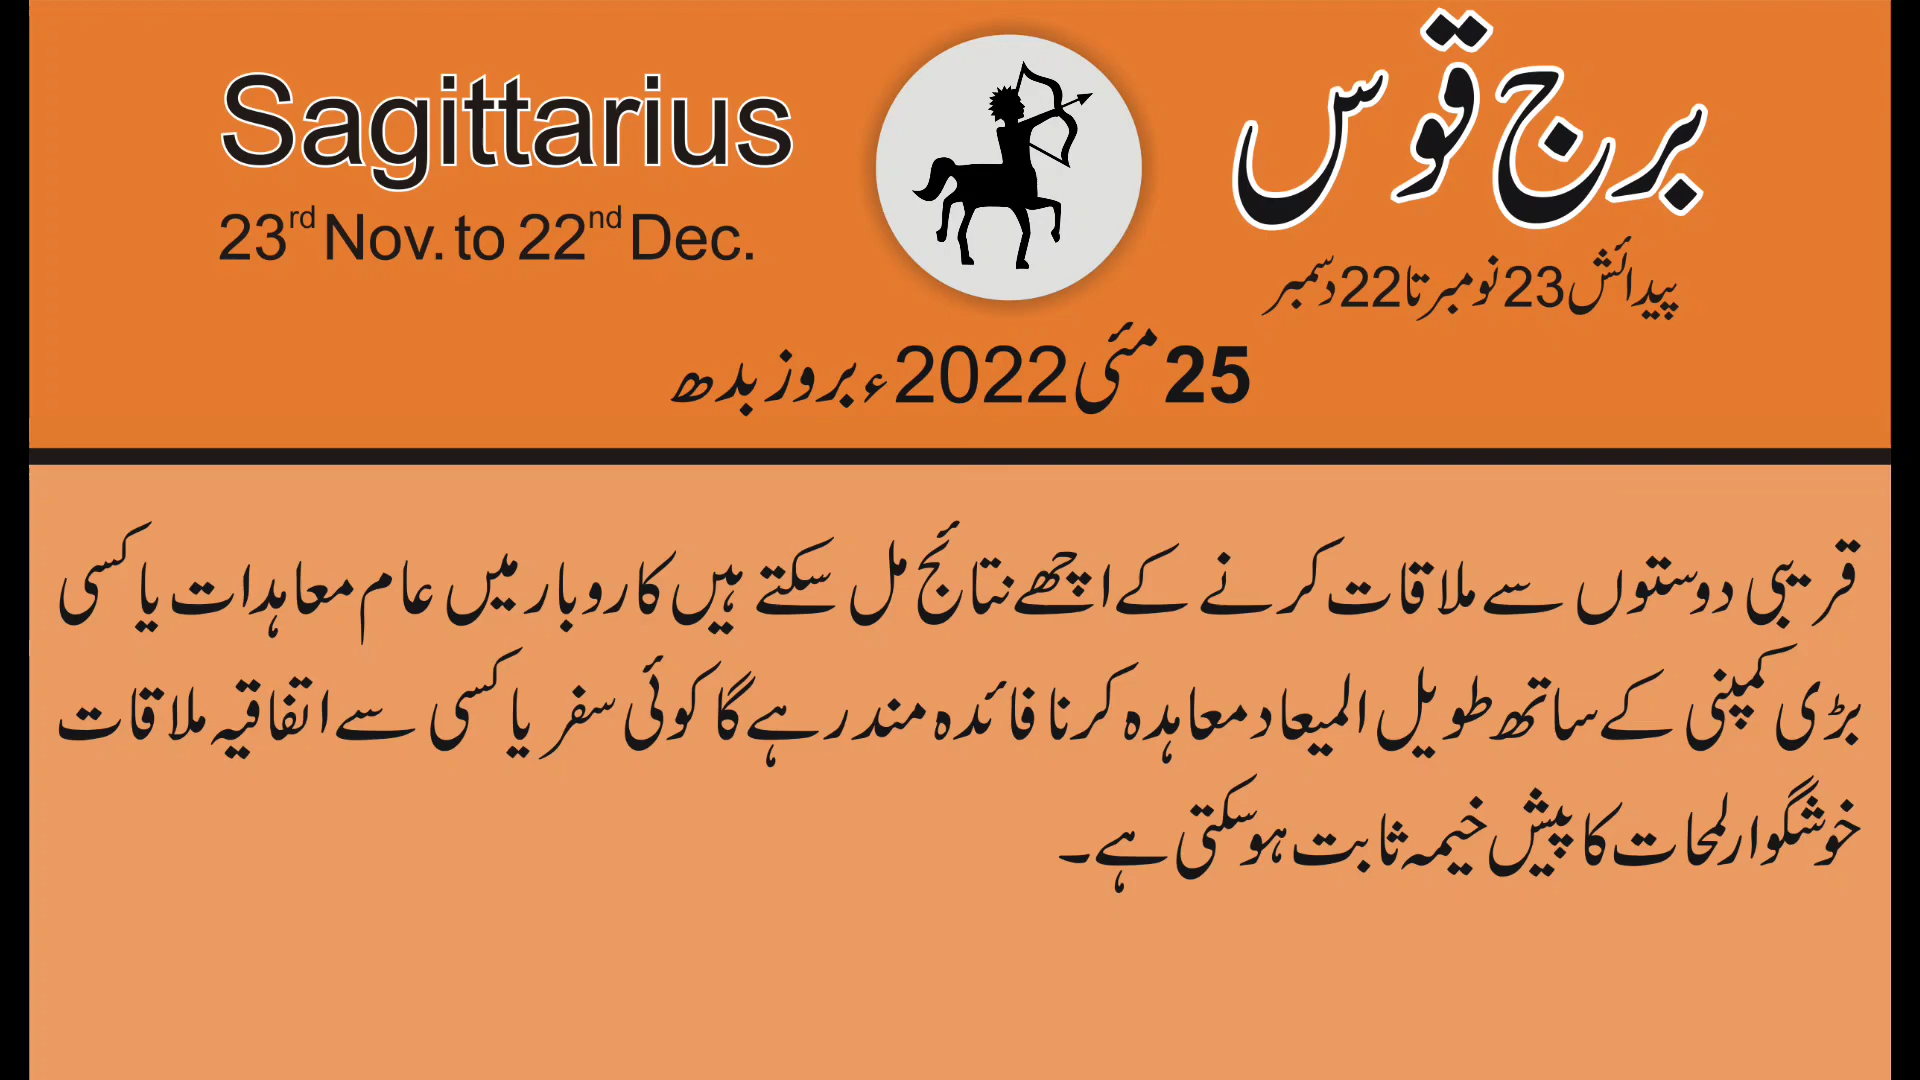 Sagittarius
برج قوس
23rd Nov. to 22nd Dec.
پیدائش 23 نومبر تا 22 دسمبر
25 مئی 2022ء بروز بدھ
قریبی دوستوں سے ملاقات کرنے کے اچھے نتائج مل سکتے ہیں کاروبار میں عام معاہدات یا کسی
بڑی کمپنی کے ساتھ طویل المیعاد معاہدہ کرنا فائدہ مند رہے گا کوئی سفر یا کسی سے اتفاقیہ ملاقات
خوشگوار لمحات کا پیش خیمہ ثابت ہوسکتی ہے۔